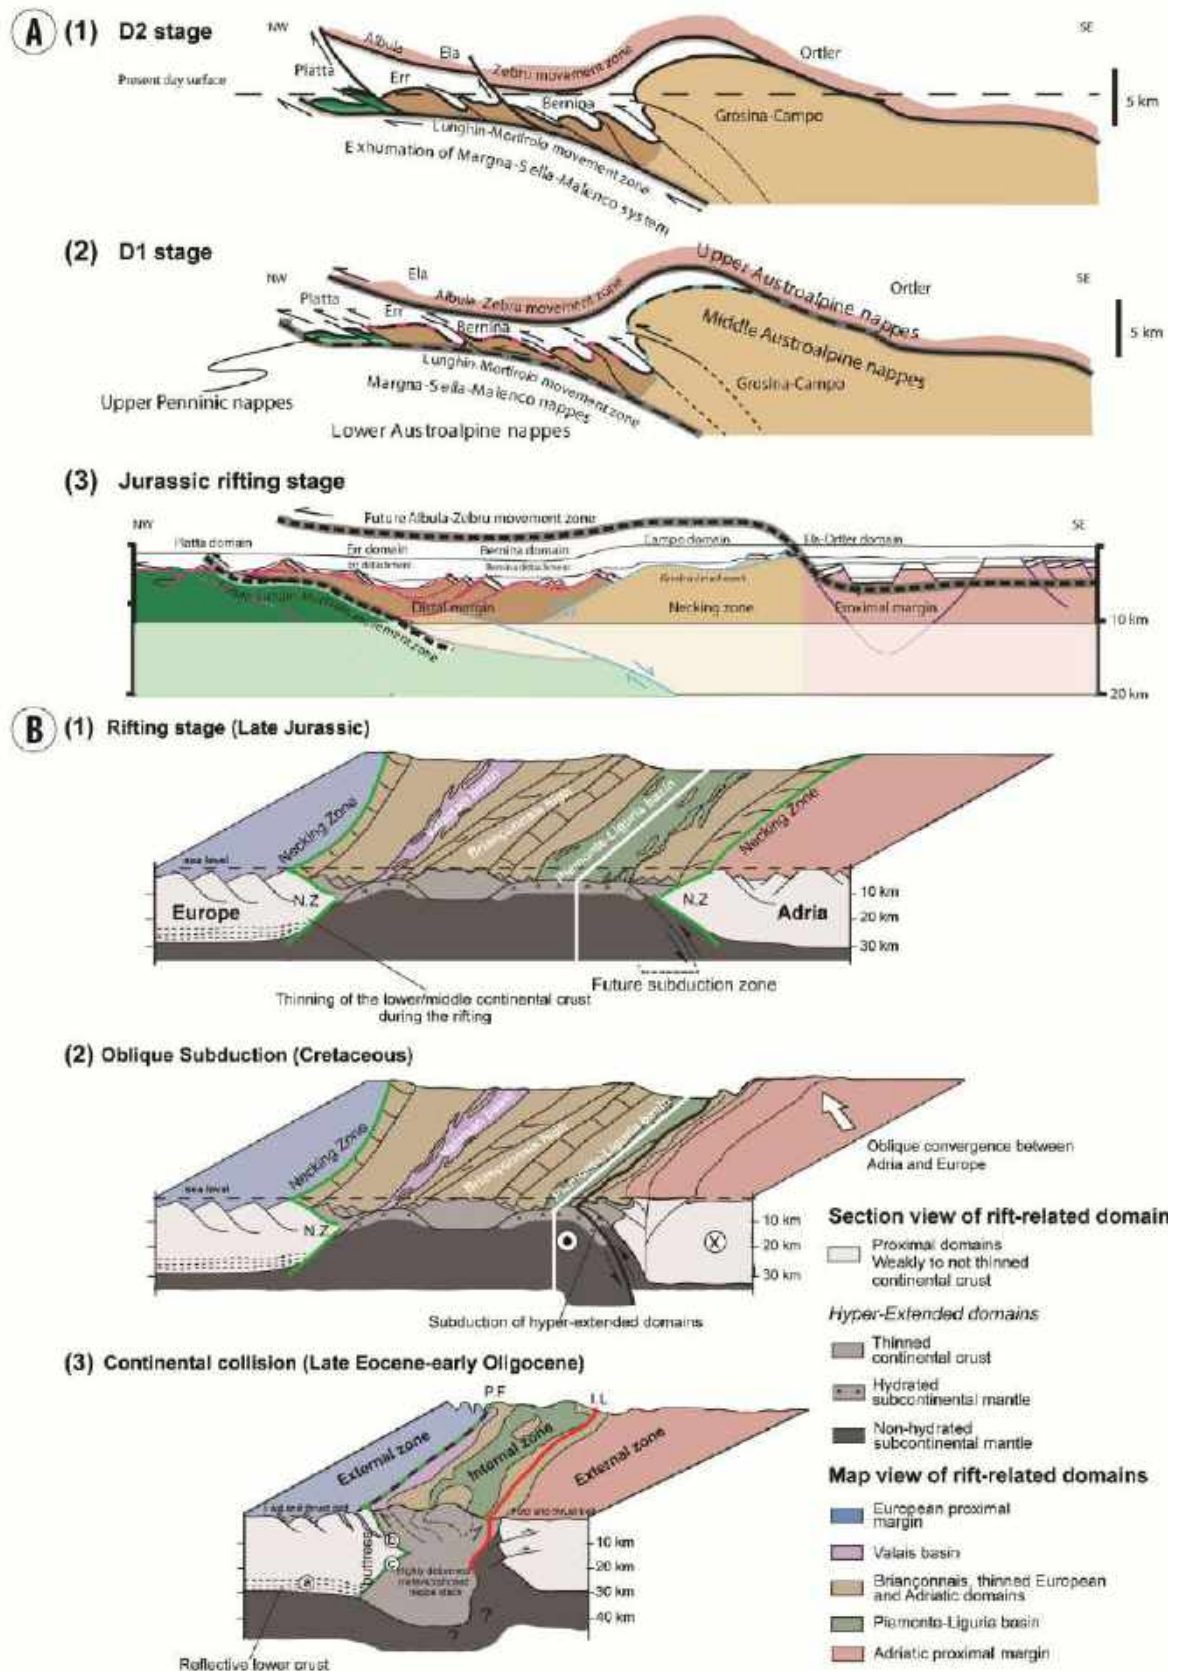 A (1) D2 stage
NW
SE
Albula
Ela
Zebru movement zone
Ortler
Platta
Err
Present day surface
Bernina
Grosina-Campo
5 km
Lunghin-Mortirolo movement zone
Exhumation of Margna-Sella-Malenco system
(2) D1 stage
NW
SE
Ela
Upper Austroalpine nappes
Ortler
Albula-Zebru movement zone
Platta
Err
Bernina
Middle Austroalpine nappes
5 km
Lunghin-Mortirolo movement zone
Grosina-Campo
Margna-Sella-Malenco nappes
Upper Penninic nappes
Lower Austroalpine nappes
(3) Jurassic rifting stage
NW
Future Albula-Zebru movement zone
SE
Platta domain
Err domain
Bernina domain
Campo domain
Ela-Ortler domain
Err detachment
Bernina detachment
Distal margin
Necking zone
Proximal margin
movement zone
10 km
20 km
B (1) Rifting stage (Late Jurassic)
Necking Zone
Piemonte-Liguria basin
Necking Zone
sea level
N.Z
N.Z
Europe
Adria
10 km
20 km
30 km
Future subduction zone
Thinning of the lower/middle continental crust
during the rifting
(2) Oblique Subduction (Cretaceous)
Necking Zone
Piemonte-Liguria basin
Oblique convergence between
Adria and Europe
sea level
N.Z
X
10 km
20 km
30 km
Subduction of hyper-extended domains
(3) Continental collision (Late Eocene-early Oligocene)
P.F
I.L
External zone
Internal zone
External zone
buttress
b
c
a
10 km
20 km
30 km
40 km
?
?
Reflective lower crust
Section view of rift-related domain
Proximal domains
Weakly to not thinned
continental crust
Hyper-Extended domains
Thinned
continental crust
Hydrated
subcontinental mantle
Non-hydrated
subcontinental mantle
Map view of rift-related domains
European proximal
margin
Valais basin
Briançonnais, thinned European
and Adriatic domains
Piemonte-Liguria basin
Adriatic proximal margin